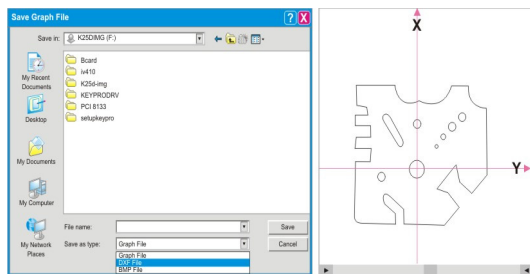 Save Graph File
Save in:
K25DIMG (F:)
My Recent
Documents
Desktop
My Documents
My Computer
My Network
Places
Bcard
iv410
K25d-img
KEYPRODRV
PCI 8133
setupkeypro
File name:
Save
Save as type:
Graph File
Cancel
Graph File
DXF File
BMP File
X
Y